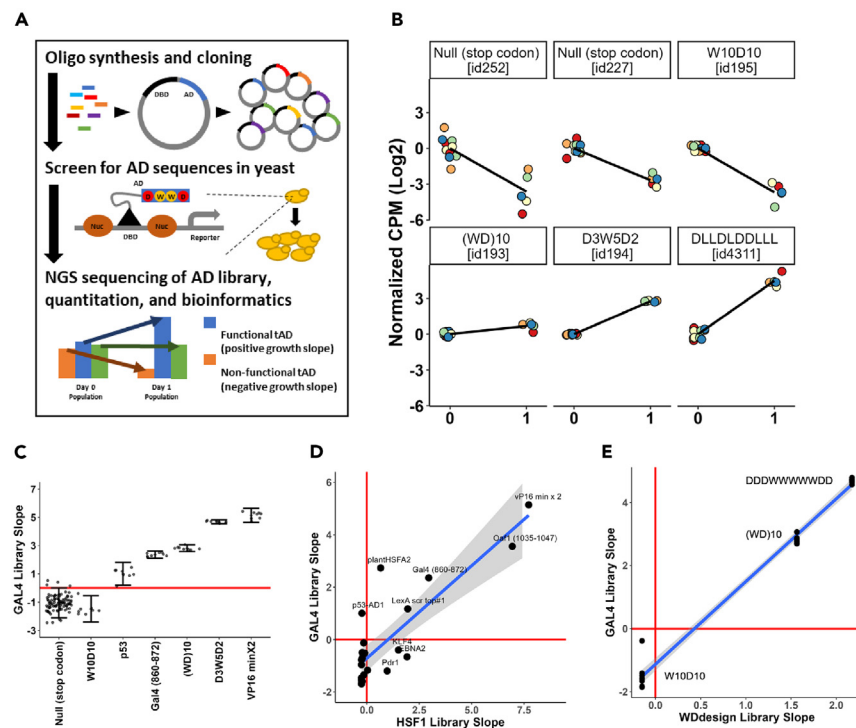 A
Oligo synthesis and cloning
DBD
AD
Screen for AD sequences in yeast
AD
D W W D
Nuc
Nuc
DBD
Reporter
NGS sequencing of AD library,
quantitation, and bioinformatics
Functional tAD
(positive growth slope)
Non-functional tAD
(negative growth slope)
Day 0
Population
Day 1
Population
B
Normalized CPM (Log2)
Null (stop codon)
[id252]
Null (stop codon)
[id227]
W10D10
[id195]
3
0
-3
-6
(WD)10
[id193]
D3W5D2
[id194]
DLLDLDDLLL
[id4311]
3
0
-3
-6
0
1
0
1
0
1
C
GAL4 Library Slope
5
3
1
-1
-3
Null (stop codon)
W10D10
p53
Gal4 (860-872)
(WD)10
D3W5D2
VP16 minX2
D
GAL4 Library Slope
6
4
2
0
-2
vP16 min x 2
Oaf1 (1035-1047)
plantHSFA2
Gal4 (860-872)
LexA scr top#1
p53-AD1
KLF4
EBNA2
Pdr1
0.0
2.5
5.0
7.5
HSF1 Library Slope
E
GAL4 Library Slope
4
2
0
-2
DDDWWWWWDD
(WD)10
W10D10
0.0
0.5
1.0
1.5
2.0
WDdesign Library Slope